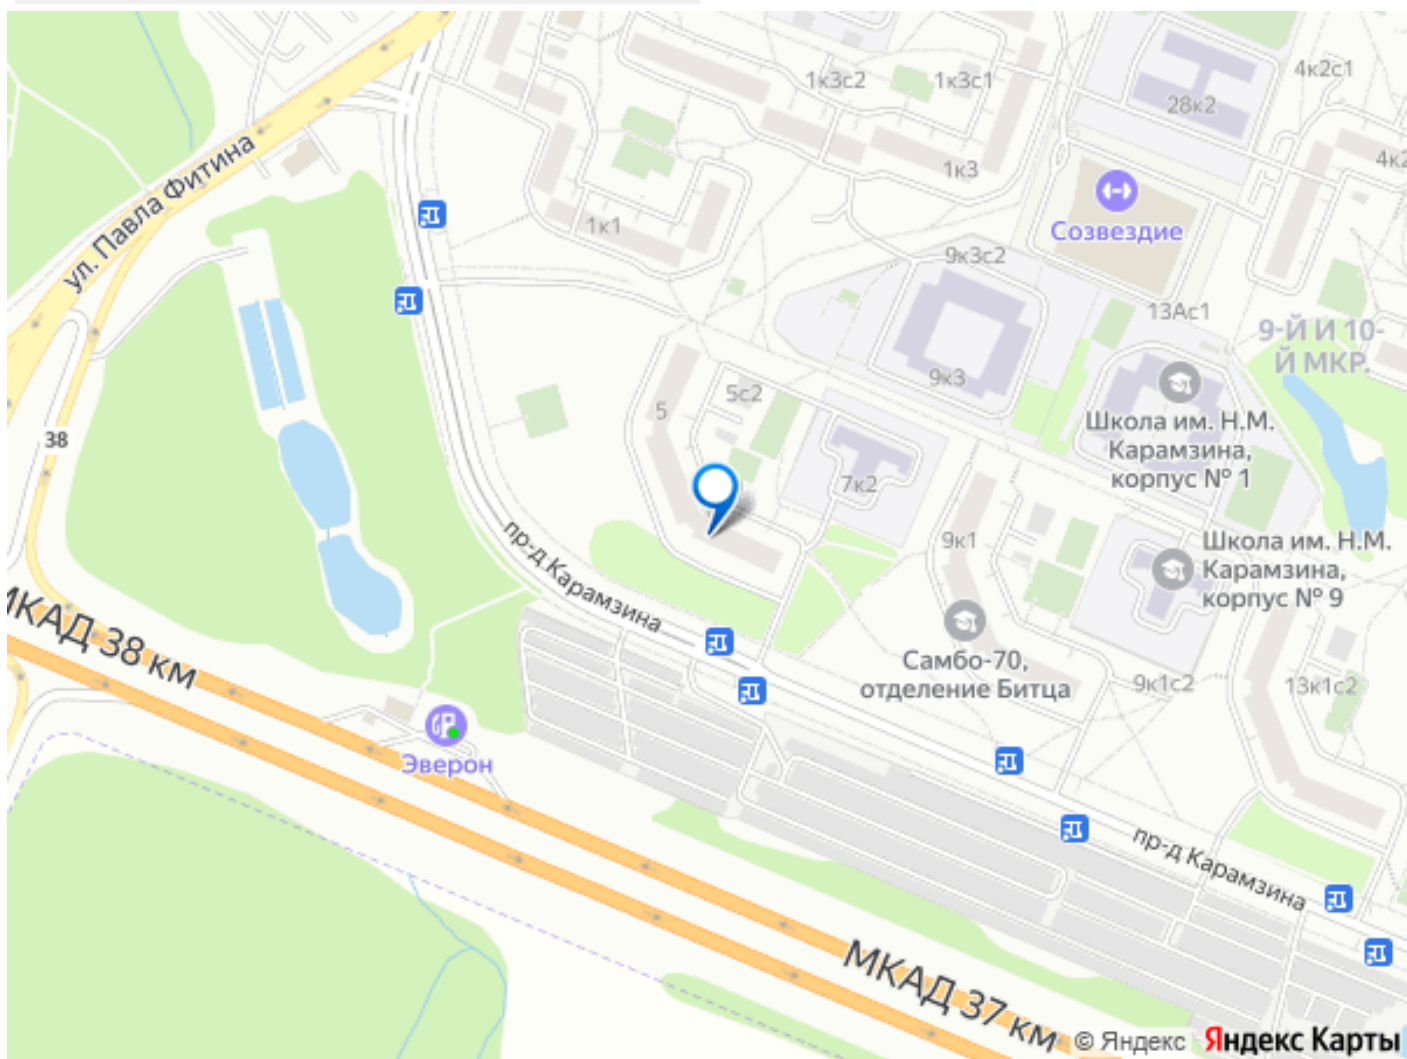 1к3с2
1к3с1
4к2с1
28к2
ул. Павла Фитина
1к3
4к2
Созвездие
1к1
9к3с2
13Ас1
9-Й И 10-
Й МКР.
9к3
5с2
5
Школа им. Н.М.
Карамзина,
корпус № 1
38
7к2
пр-д Карамзина
9к1
Школа им. Н.М.
Карамзина,
корпус № 9
МКАД 38 км
Самбо-70,
отделение Битца
9к1с2
13к1с2
Эверон
пр-д Карамзина
МКАД 37 км
© Яндекс Яндекс Карты